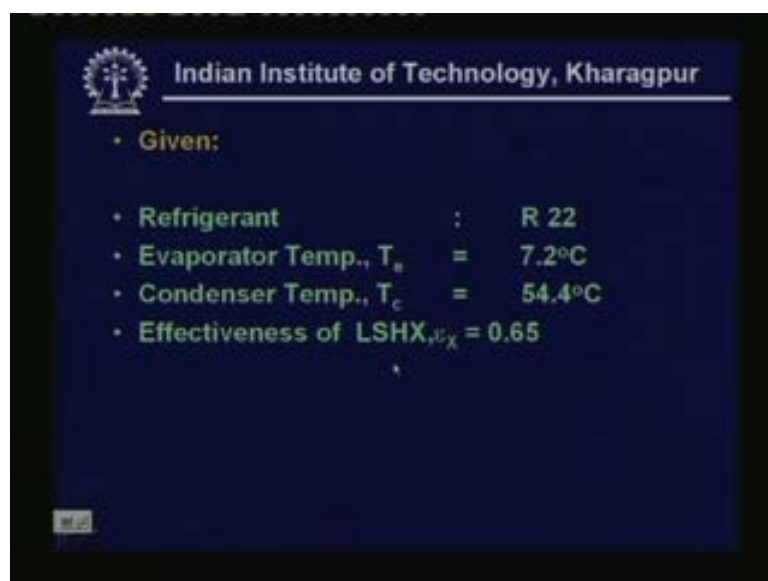 Indian Institute of Technology, Kharagpur
• Given:
• Refrigerant : R 22
• Evaporator Temp., Te = 7.2°C
• Condenser Temp., Tc = 54.4°C
• Effectiveness of LSHX,εX = 0.65